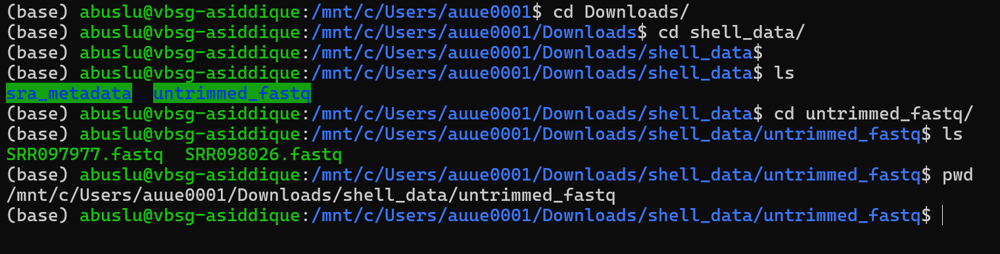 (base) abuslu@vbsg-asiddique:/mnt/c/Users/auue0001$ cd Downloads/
(base) abuslu@vbsg-asiddique:/mnt/c/Users/auue0001/Downloads$ cd shell_data/
(base) abuslu@vbsg-asiddique:/mnt/c/Users/auue0001/Downloads/shell_data$
(base) abuslu@vbsg-asiddique:/mnt/c/Users/auue0001/Downloads/shell_data$ ls
sra_metadata  untrimmed_fastq
(base) abuslu@vbsg-asiddique:/mnt/c/Users/auue0001/Downloads/shell_data$ cd untrimmed_fastq/
(base) abuslu@vbsg-asiddique:/mnt/c/Users/auue0001/Downloads/shell_data/untrimmed_fastq$ ls
SRR097977.fastq  SRR098026.fastq
(base) abuslu@vbsg-asiddique:/mnt/c/Users/auue0001/Downloads/shell_data/untrimmed_fastq$ pwd
/mnt/c/Users/auue0001/Downloads/shell_data/untrimmed_fastq
(base) abuslu@vbsg-asiddique:/mnt/c/Users/auue0001/Downloads/shell_data/untrimmed_fastq$